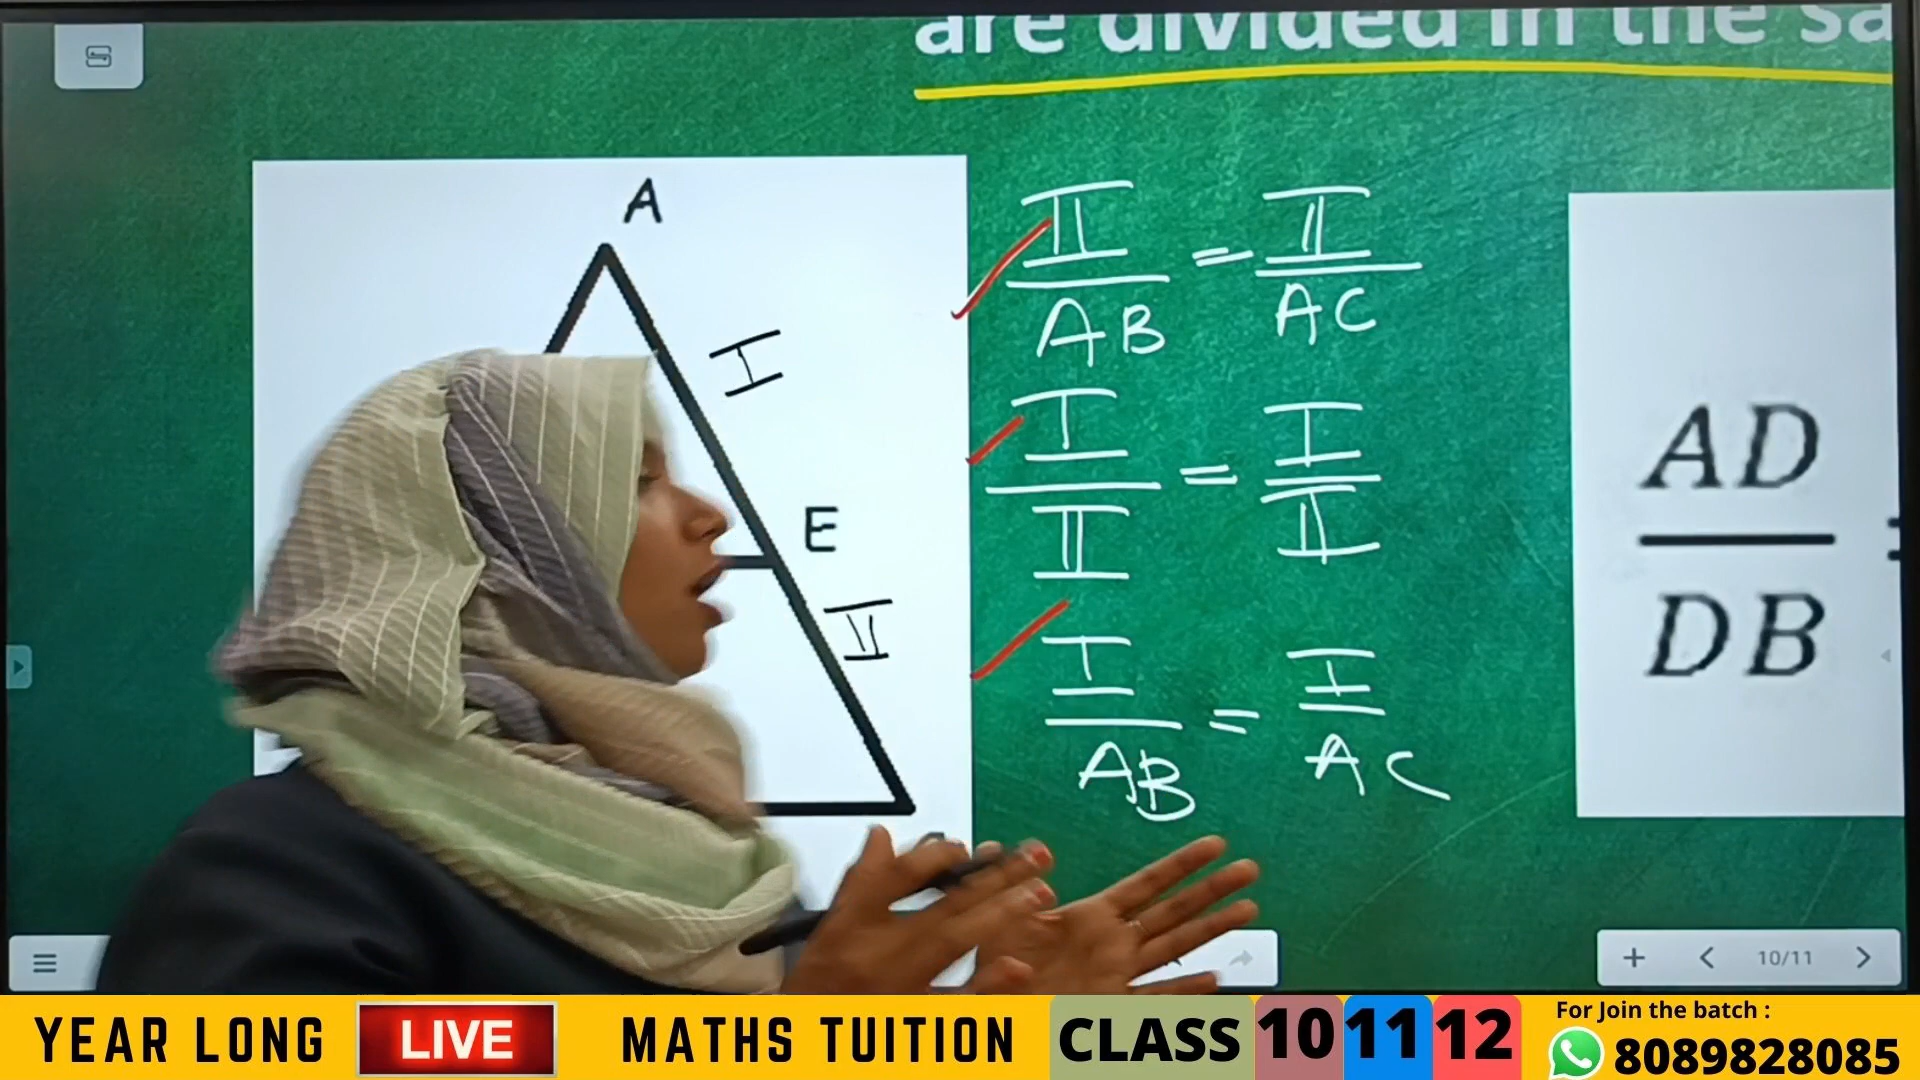 are divided in the sa
A
I
E
II
II/AB = II/AC
I/II = I/II
I/AB = I/AC
AD
DB
10/11
YEAR LONG LIVE MATHS TUITION CLASS 10 11 12
For Join the batch :
8089828085